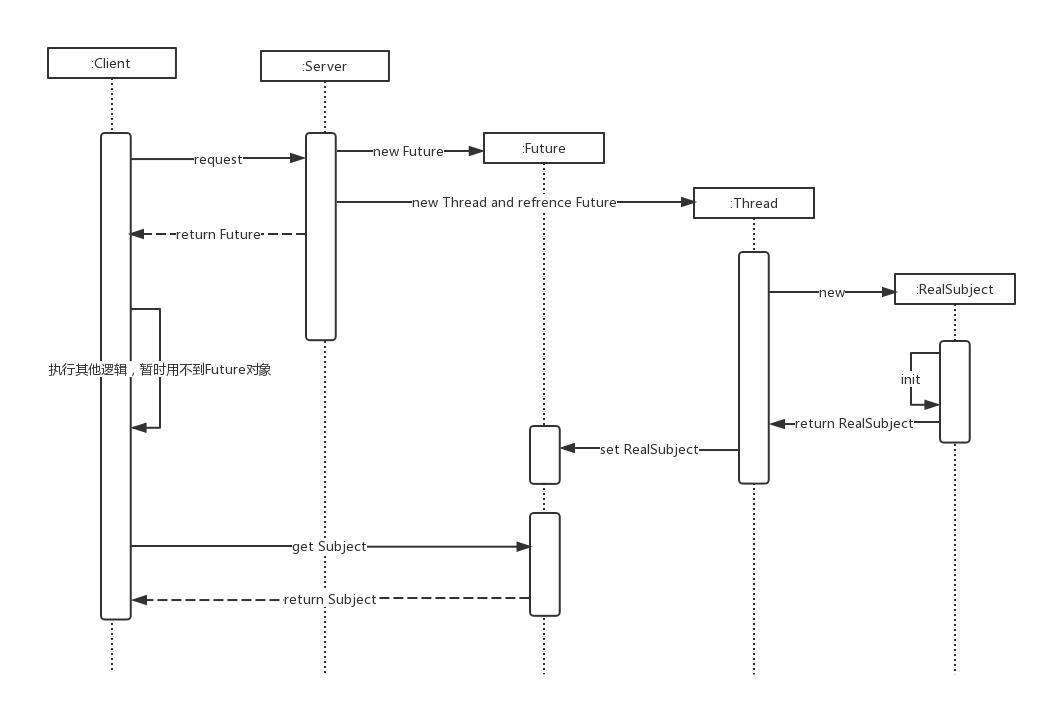 :Client
:Server
:Future
request
new Future
new Thread and refrence Future
:Thread
return Future
new
:RealSubject
执行其他逻辑，暂时用不到Future对象
init
return RealSubject
set RealSubject
get Subject
return Subject